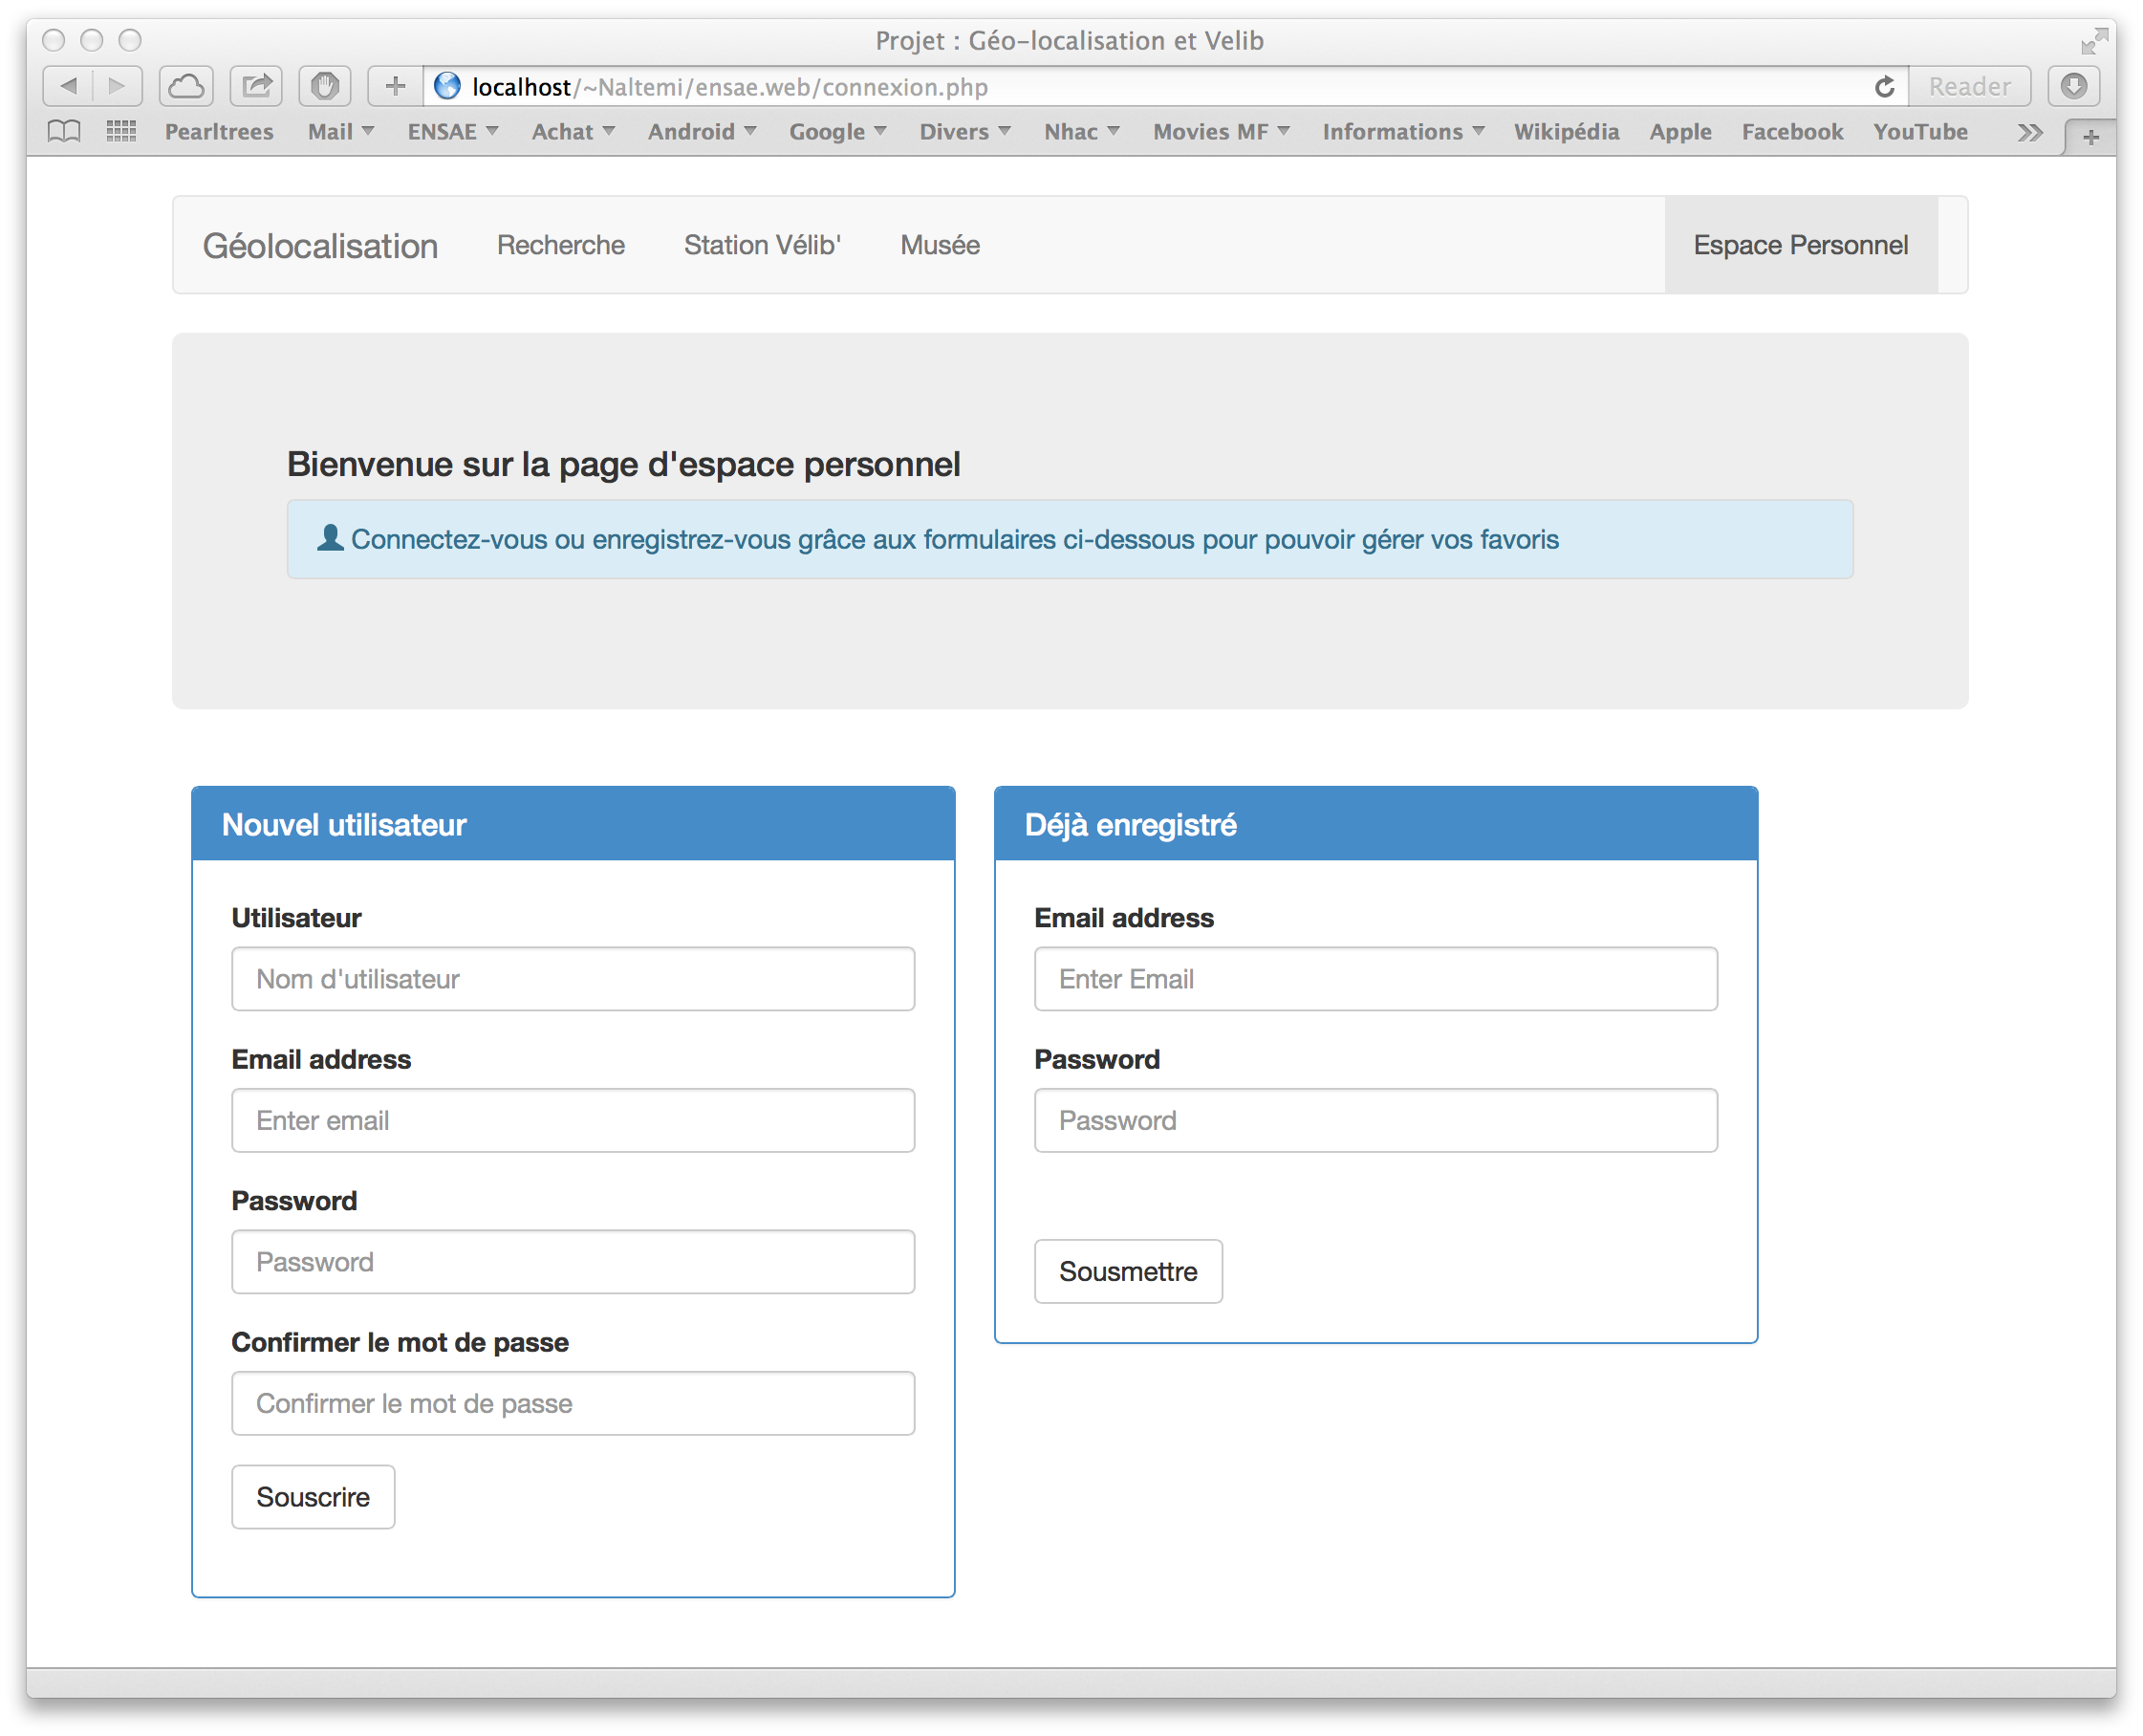 Projet : Géo-localisation et Velib
localhost/~Naltemi/ensae.web/connexion.php
Reader
Pearltrees Mail ENSAE Achat Android Google Divers Nhac Movies MF Informations Wikipédia Apple Facebook YouTube
Géolocalisation Recherche Station Vélib' Musée Espace Personnel
Bienvenue sur la page d'espace personnel
Connectez-vous ou enregistrez-vous grâce aux formulaires ci-dessous pour pouvoir gérer vos favoris
Nouvel utilisateur
Utilisateur
Nom d'utilisateur
Email address
Enter email
Password
Password
Confirmer le mot de passe
Confirmer le mot de passe
Souscrire
Déjà enregistré
Email address
Enter Email
Password
Password
Sousmettre